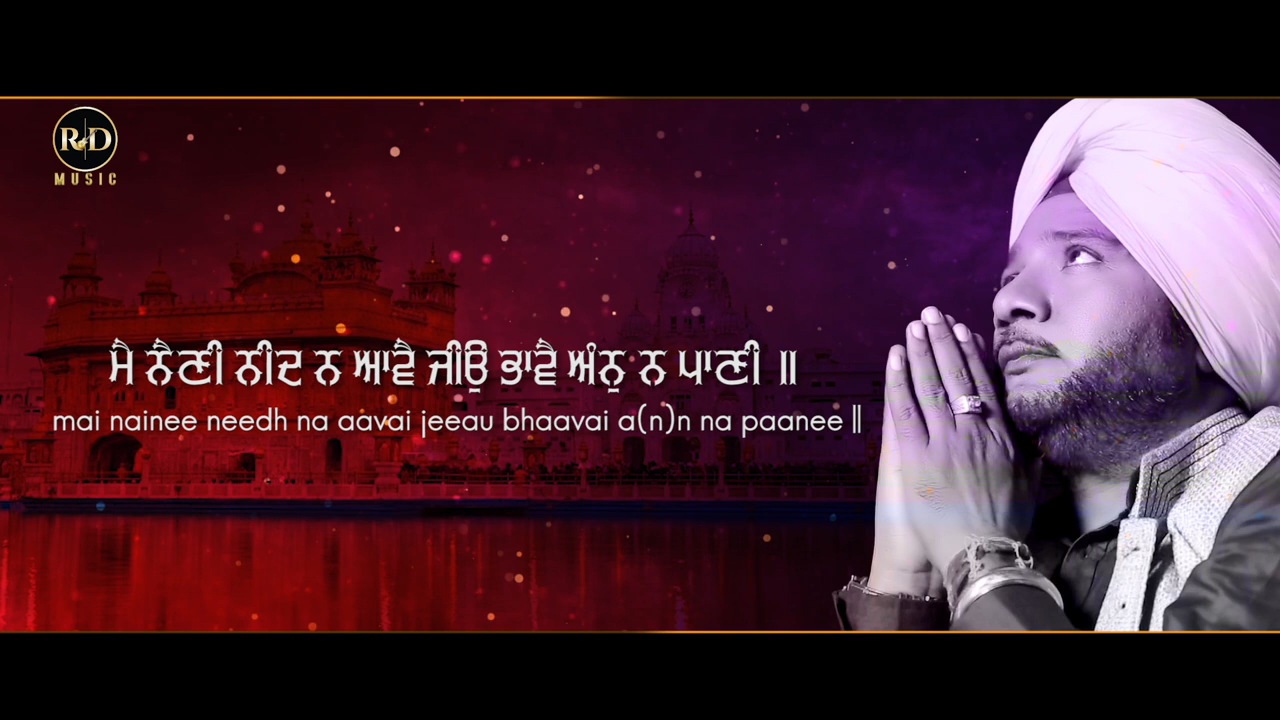 R D
MUSIC
ਮੈ ਨੈਣੀ ਨੀਦ ਨ ਆਵੈ ਜੀਉ ਭਾਵੈ ਅੰਨੁ ਨ ਪਾਣੀ ॥
mai nainee needh na aavai jeeau bhaavai a(n)n na paanee ||